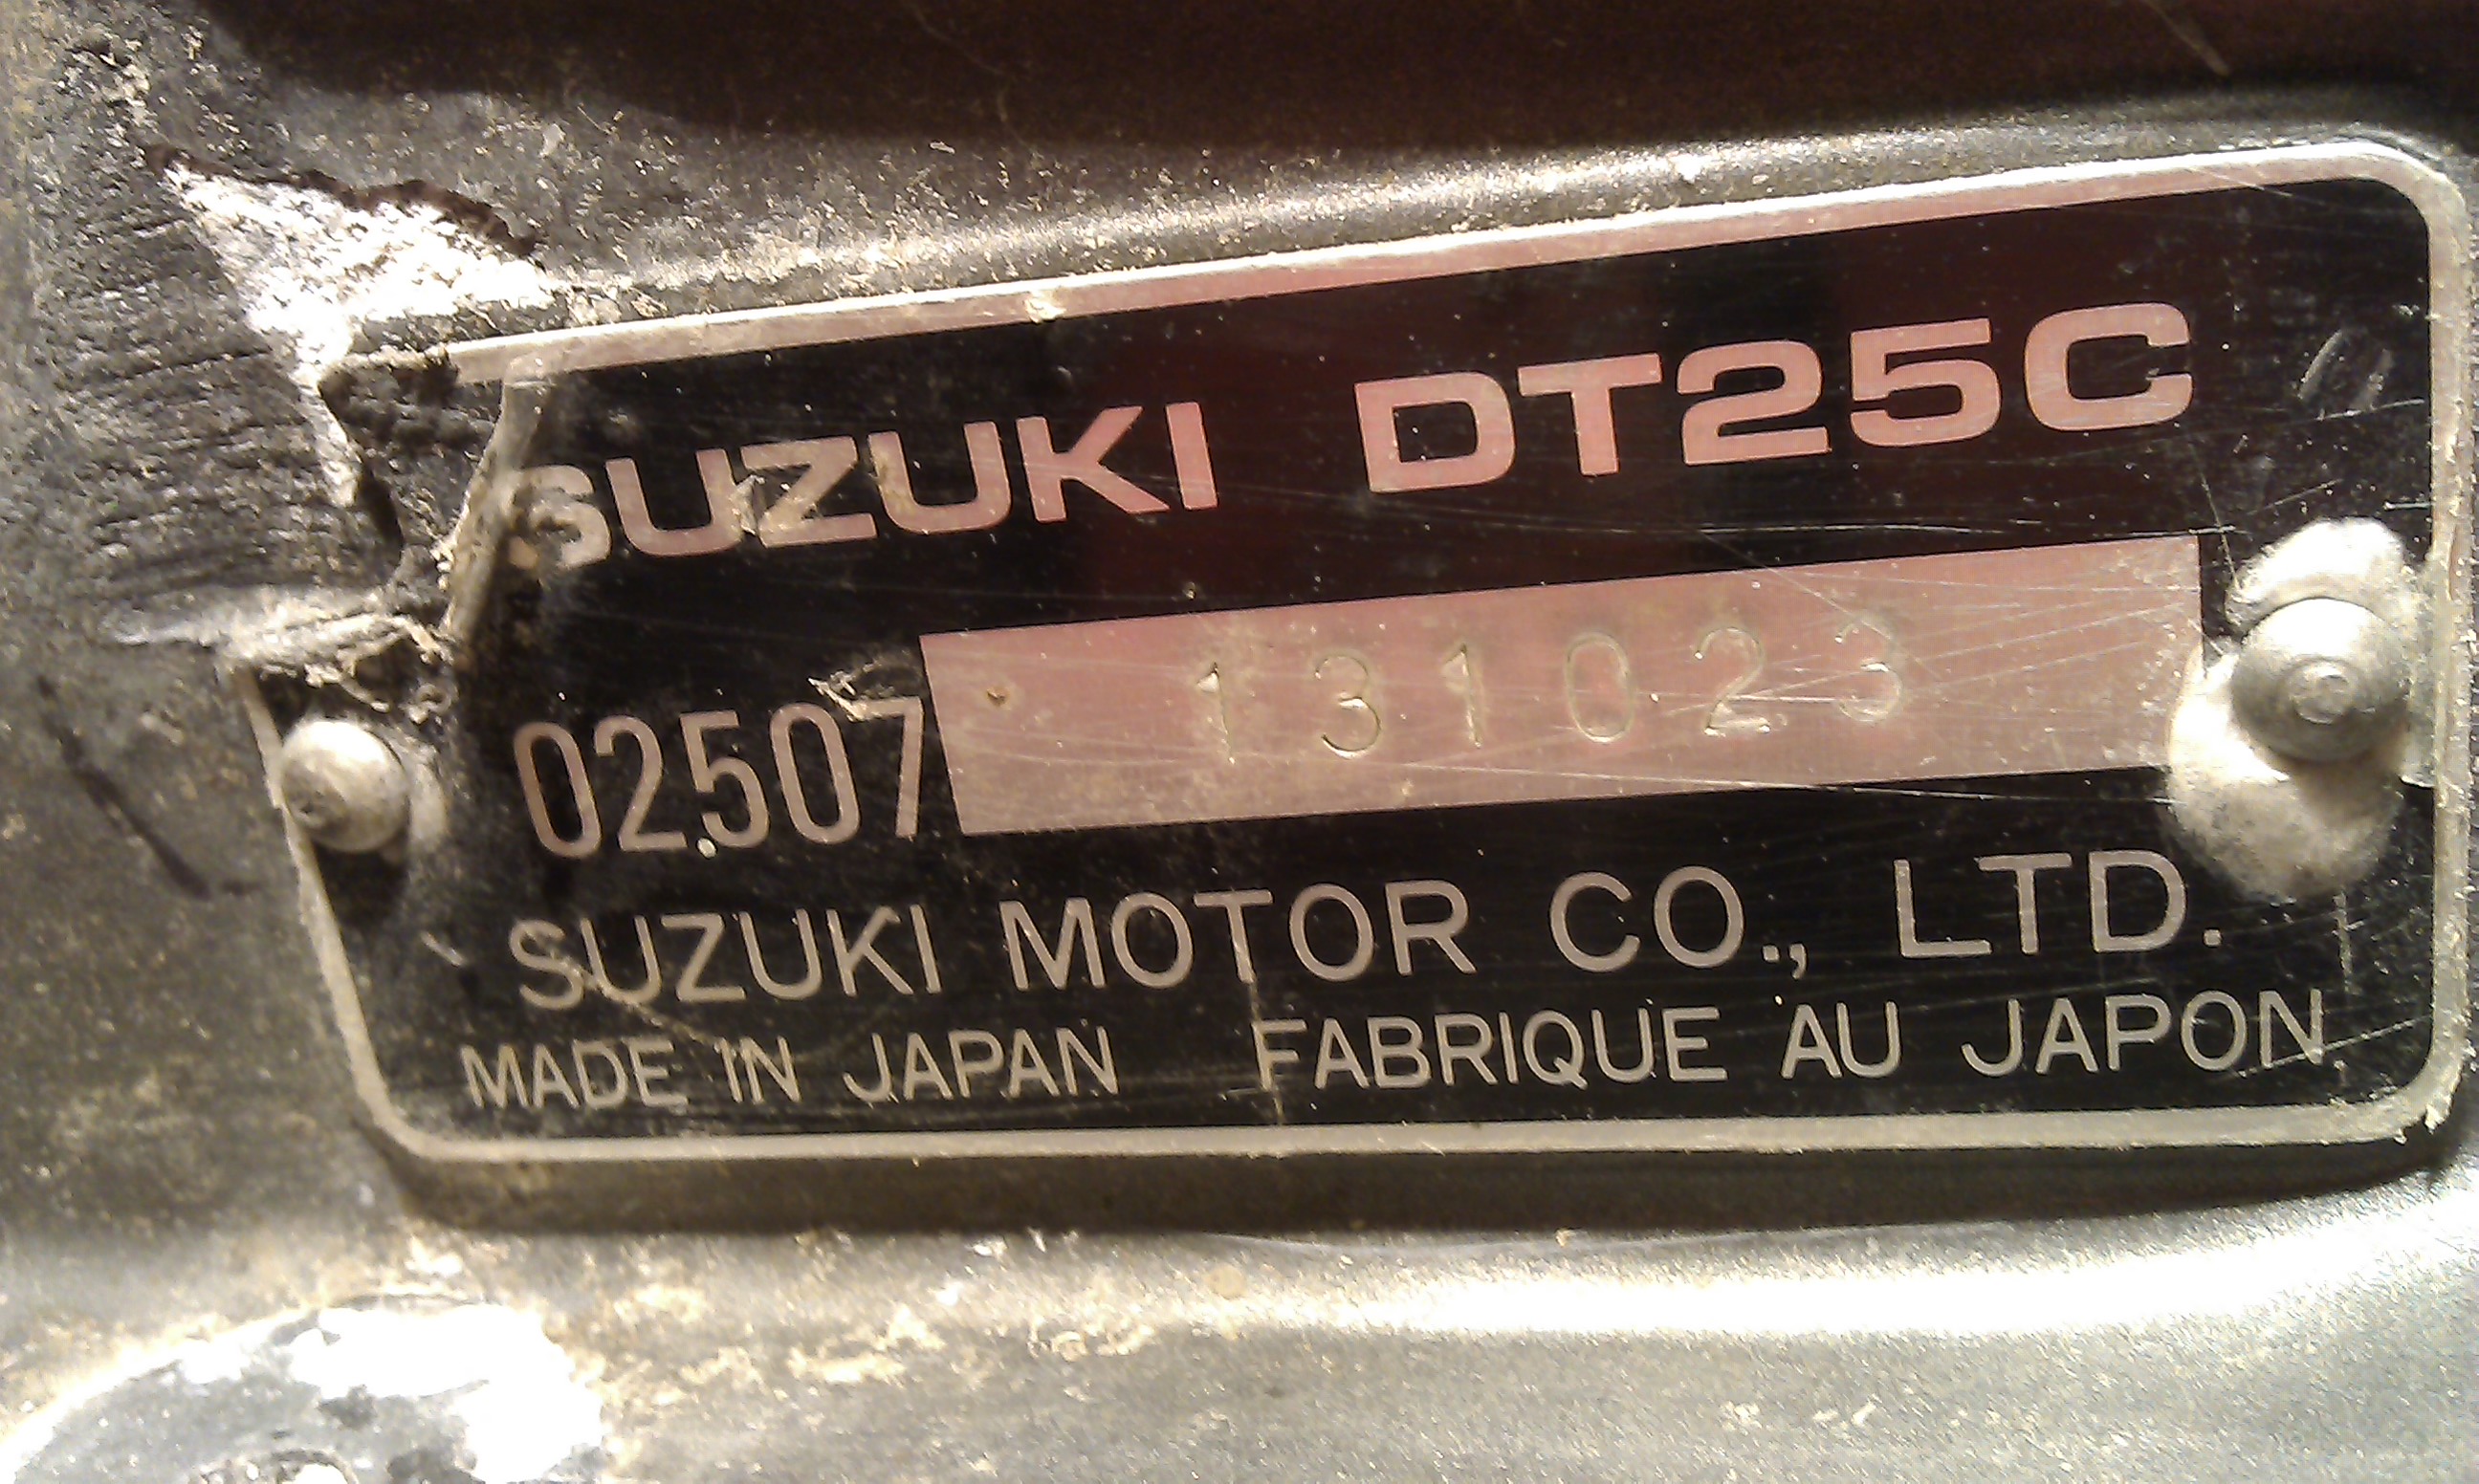 SUZUKI DT25C
02507 131023
SUZUKI MOTOR CO., LTD.
MADE IN JAPAN FABRIQUE AU JAPON